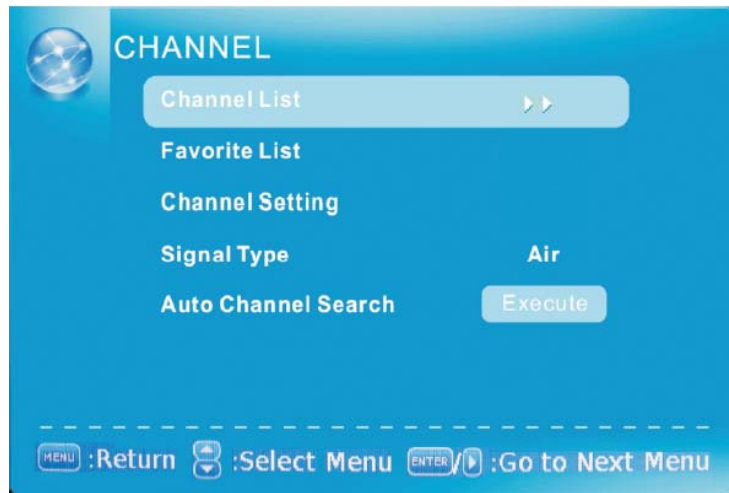 CHANNEL
Channel List
Favorite List
Channel Setting
Signal Type Air
Auto Channel Search Execute
MENU :Return :Select Menu ENTER/ :Go to Next Menu